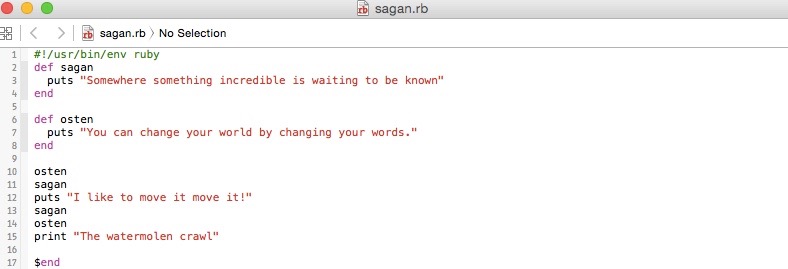 sagan.rb
sagan.rb 〉 No Selection
1 #!/usr/bin/env ruby
2 def sagan
3   puts "Somewhere something incredible is waiting to be known"
4 end
5
6 def osten
7   puts "You can change your world by changing your words."
8 end
9
10 osten
11 sagan
12 puts "I like to move it move it!"
13 sagan
14 osten
15 print "The watermolen crawl"
16
17 $end